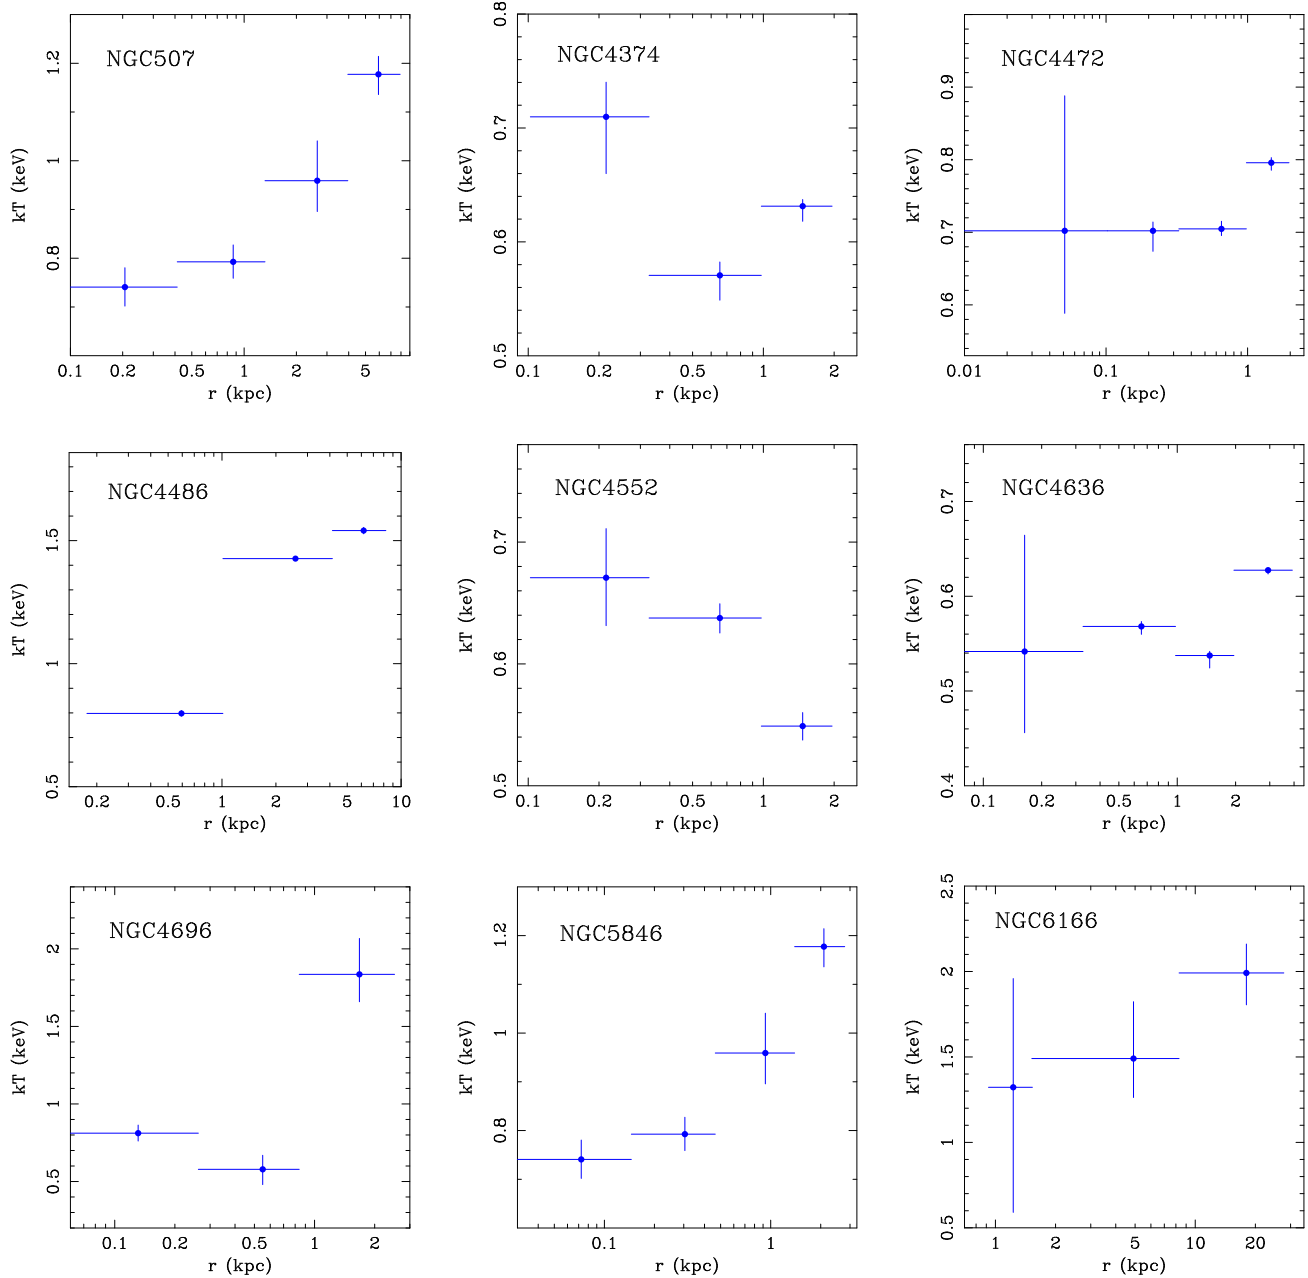 NGC507
kT (keV)
0.8 1 1.2
0.1 0.2 0.5 1 2 5
r (kpc)
NGC4374
kT (keV)
0.5 0.6 0.7 0.8
0.1 0.2 0.5 1 2
r (kpc)
NGC4472
kT (keV)
0.6 0.7 0.8 0.9
0.01 0.1 1
r (kpc)
NGC4486
kT (keV)
0.5 1 1.5
0.2 0.5 1 2 5 10
r (kpc)
NGC4552
kT (keV)
0.5 0.6 0.7
0.1 0.2 0.5 1 2
r (kpc)
NGC4636
kT (keV)
0.4 0.5 0.6 0.7
0.1 0.2 0.5 1 2
r (kpc)
NGC4696
kT (keV)
0.5 1 1.5 2
0.1 0.2 0.5 1 2
r (kpc)
NGC5846
kT (keV)
0.8 1 1.2
0.1 1
r (kpc)
NGC6166
kT (keV)
0.5 1 1.5 2 2.5
1 2 5 10 20
r (kpc)